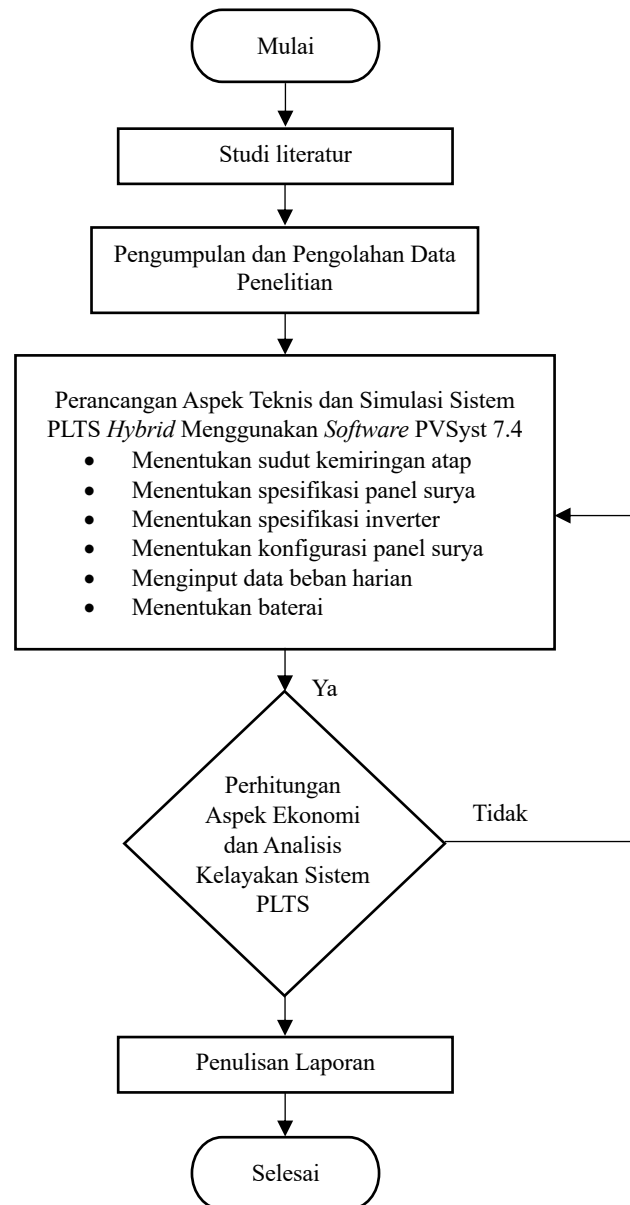 Mulai
Studi literatur
Pengumpulan dan Pengolahan Data
Penelitian
Perancangan Aspek Teknis dan Simulasi Sistem
PLTS Hybrid Menggunakan Software PVSyst 7.4
• Menentukan sudut kemiringan atap
• Menentukan spesifikasi panel surya
• Menentukan spesifikasi inverter
• Menentukan konfigurasi panel surya
• Menginput data beban harian
• Menentukan baterai
Ya
Perhitungan
Aspek Ekonomi
dan Analisis
Kelayakan Sistem
PLTS
Tidak
Penulisan Laporan
Selesai